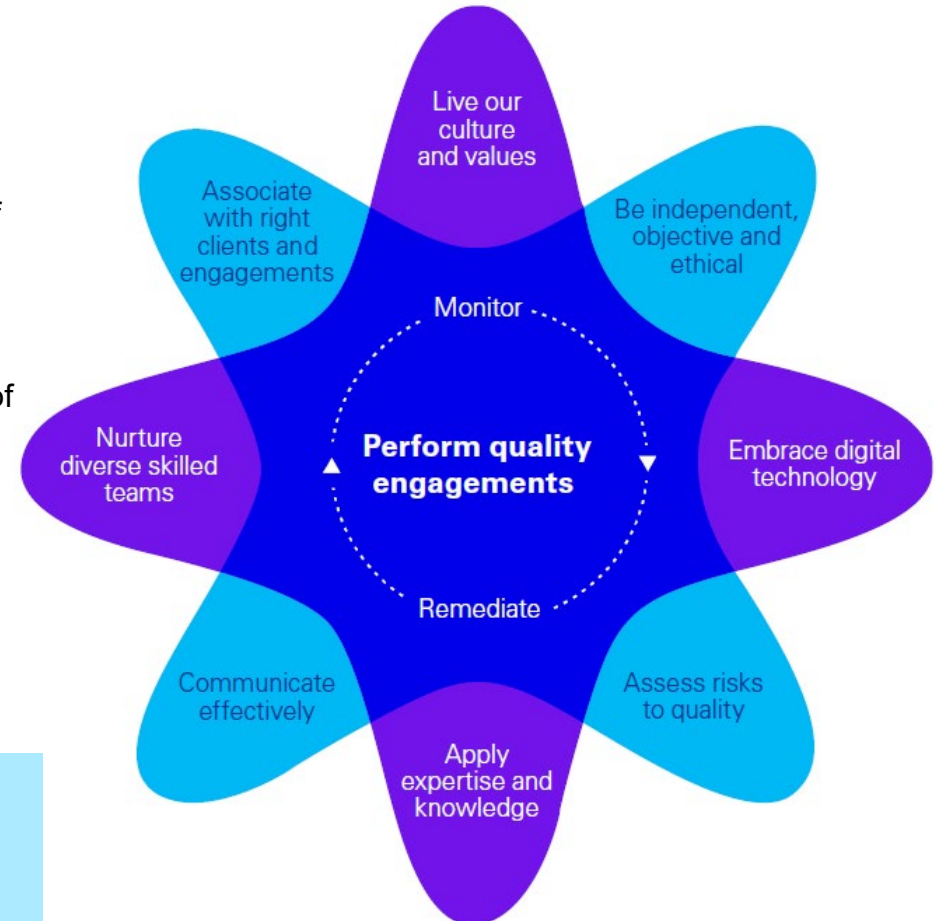 Live our
culture
and values
Associate
with right
clients and
engagements
Be independent,
objective and
ethical
Monitor
of
Nurture
diverse skilled
teams
Perform quality
engagements
Embrace digital
technology
Remediate
Communicate
effectively
Assess risks
to quality
Apply
expertise and
knowledge